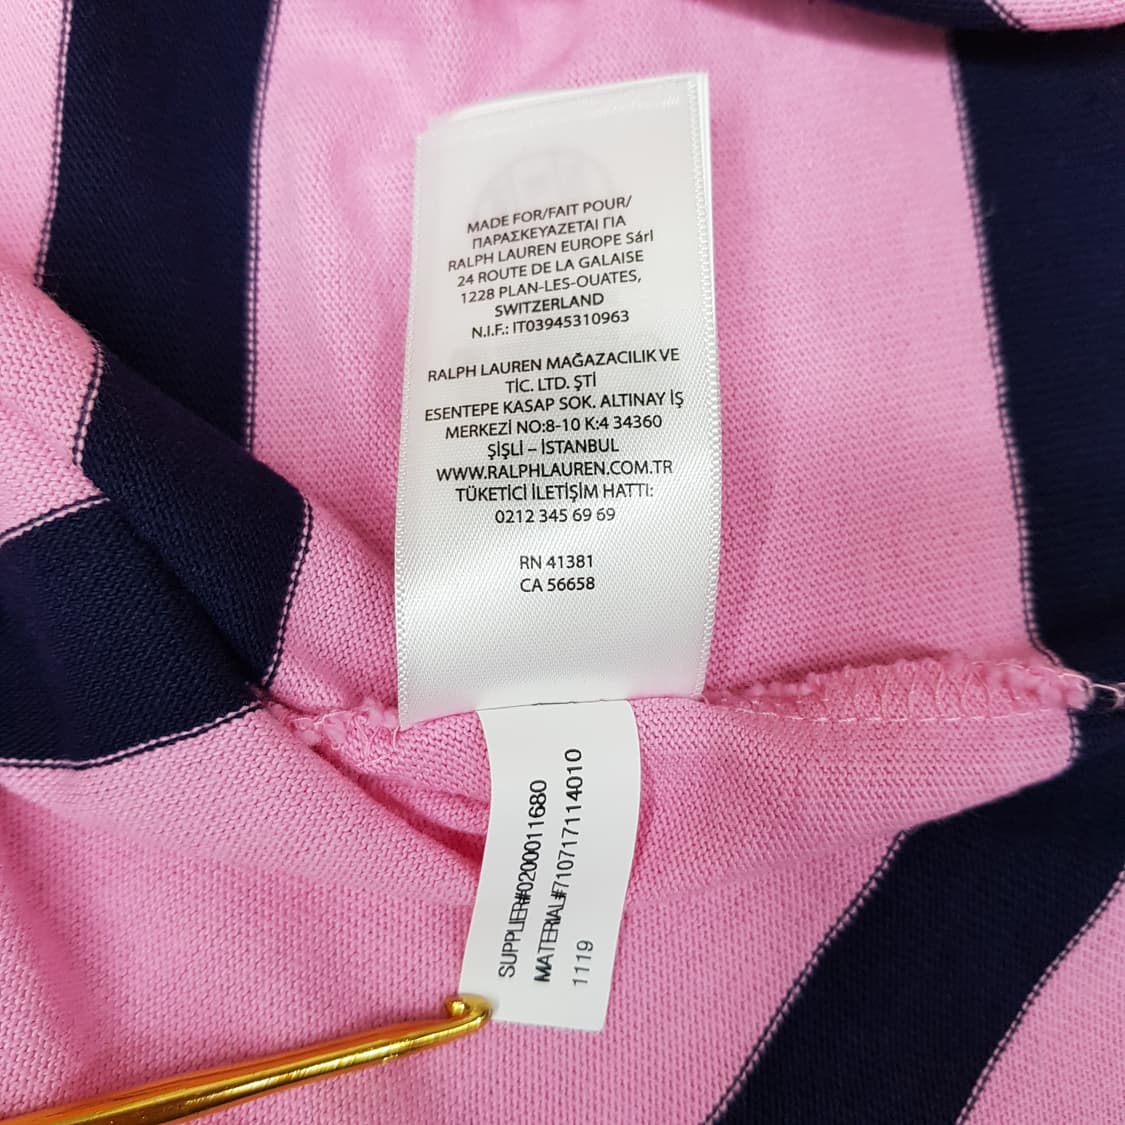 MADE FOR/FAIT POUR/
ΠΑΡΑΣΚΕΥΑΖΕΤΑΙ ΓΙΑ
RALPH LAUREN EUROPE Sárl
24 ROUTE DE LA GALAISE
1228 PLAN-LES-OUATES,
SWITZERLAND
N.I.F.: IT03945310963
RALPH LAUREN MAĞAZACILIK VE
TİC. LTD. ŞTİ
ESENTEPE KASAP SOK. ALTINAY İŞ
MERKEZİ NO:8-10 K:4 34360
ŞİŞLİ – İSTANBUL
WWW.RALPHLAUREN.COM.TR
TÜKETİCİ İLETİŞİM HATTI:
0212 345 69 69
RN 41381
CA 56658
SUPPLIER#0200011680
MATERIAL#710717114010
1119